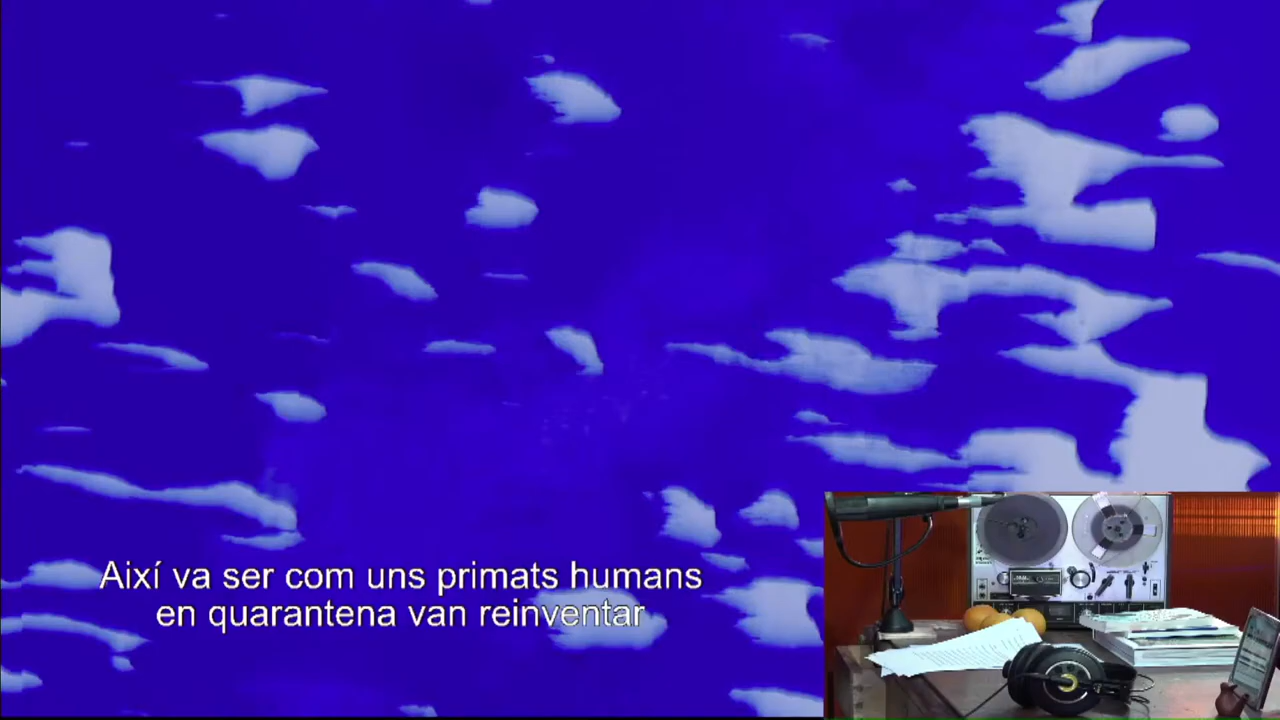 Així va ser com uns primats humans
en quarantena van reinventar